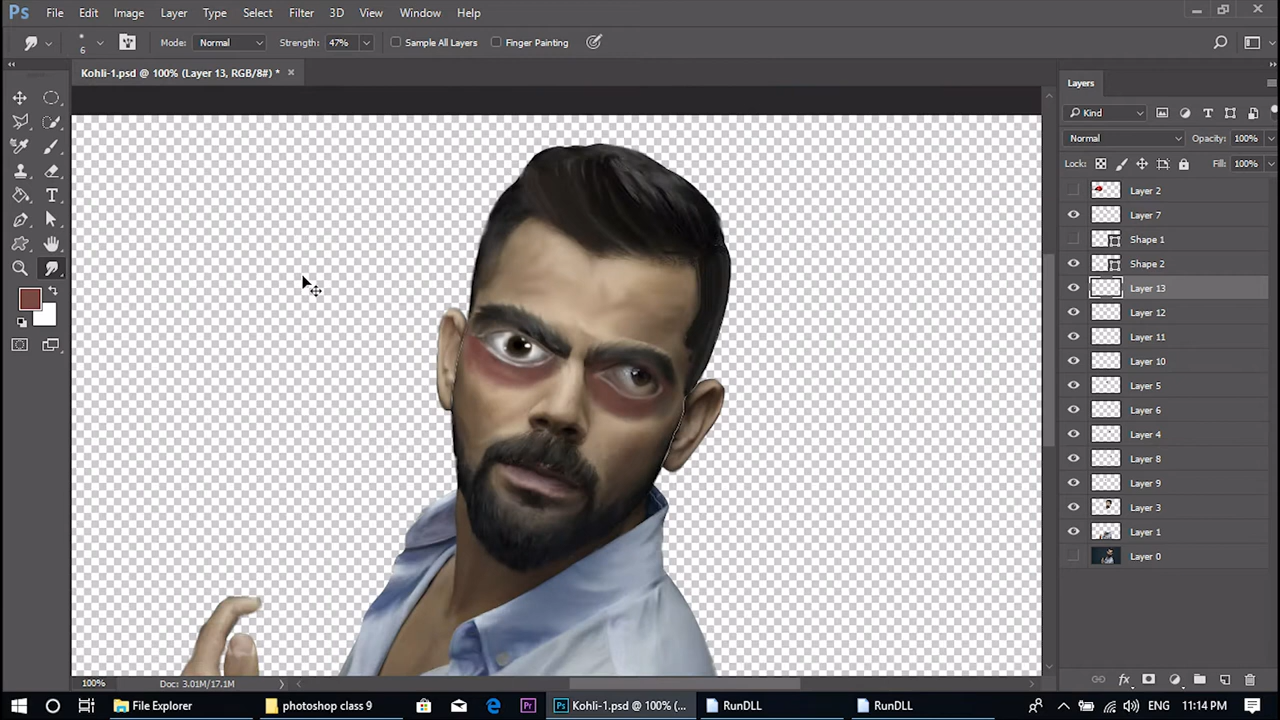 Ps File Edit Image Layer Type Select Filter 3D View Window Help
6 Mode: Normal Strength: 47% Sample All Layers Finger Painting
Kohli-1.psd @ 100% (Layer 13, RGB/8#) *
Layers
Kind
Normal Opacity: 100%
Lock: Fill: 100%
Layer 2
Layer 7
Shape 1
Shape 2
Layer 13
Layer 12
Layer 11
Layer 10
Layer 5
Layer 6
Layer 4
Layer 8
Layer 9
Layer 3
Layer 1
Layer 0
100% Doc: 3.01M/17.1M
fx
File Explorer photoshop class 9 Pr Ps Kohli-1.psd @ 100% (... RunDLL RunDLL ENG 11:14 PM